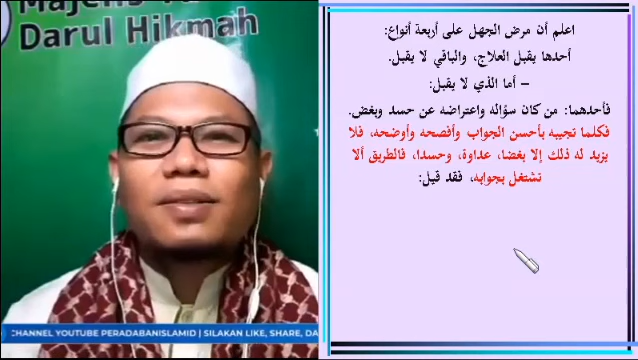 Darul Hikmah
CHANNEL YOUTUBE PERADABANISLAMID | SILAKAN LIKE, SHARE, DA
اعلم أن مرض الجهل على أربعة أنواع:
أحدها يقبل العلاج، والباقي لا يقبل.
– أما الذي لا يقبل:
فأحدهما: من كان سؤاله واعتراضه عن حسد وبغض.
فكلما تجيبه بأحسن الجواب وأفصحه وأوضحه، فلا
يزيد له ذلك إلا بغضا، عداوة، وحسدا، فالطريق ألا
تشتغل بجوابه، فقد قيل: